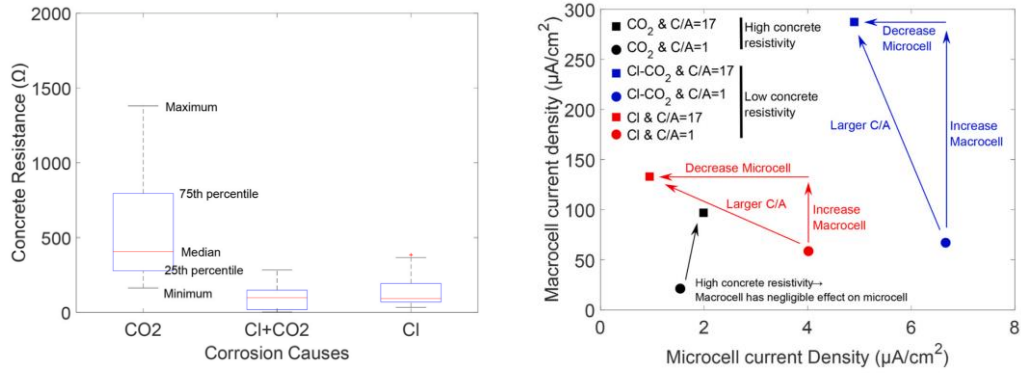 2000
1500
1000
500
0
Concrete Resistance (Ω)
Maximum
75th percentile
Median
25th percentile
Minimum
CO2
Cl+CO2
Cl
Corrosion Causes
300
250
200
150
100
50
0
Macrocell current density (μA/cm²)
CO₂ & C/A=17
CO₂ & C/A=1
High concrete
resistivity
Cl-CO₂ & C/A=17
Cl-CO₂ & C/A=1
Cl & C/A=17
Cl & C/A=1
Low concrete
resistivity
Decrease
Microcell
Larger C/A
Increase
Macrocell
Decrease Microcell
Larger C/A
Increase
Macrocell
High concrete resistivity→
Macrocell has negligible effect on microcell
0
2
4
6
8
Microcell current Density (μA/cm²)